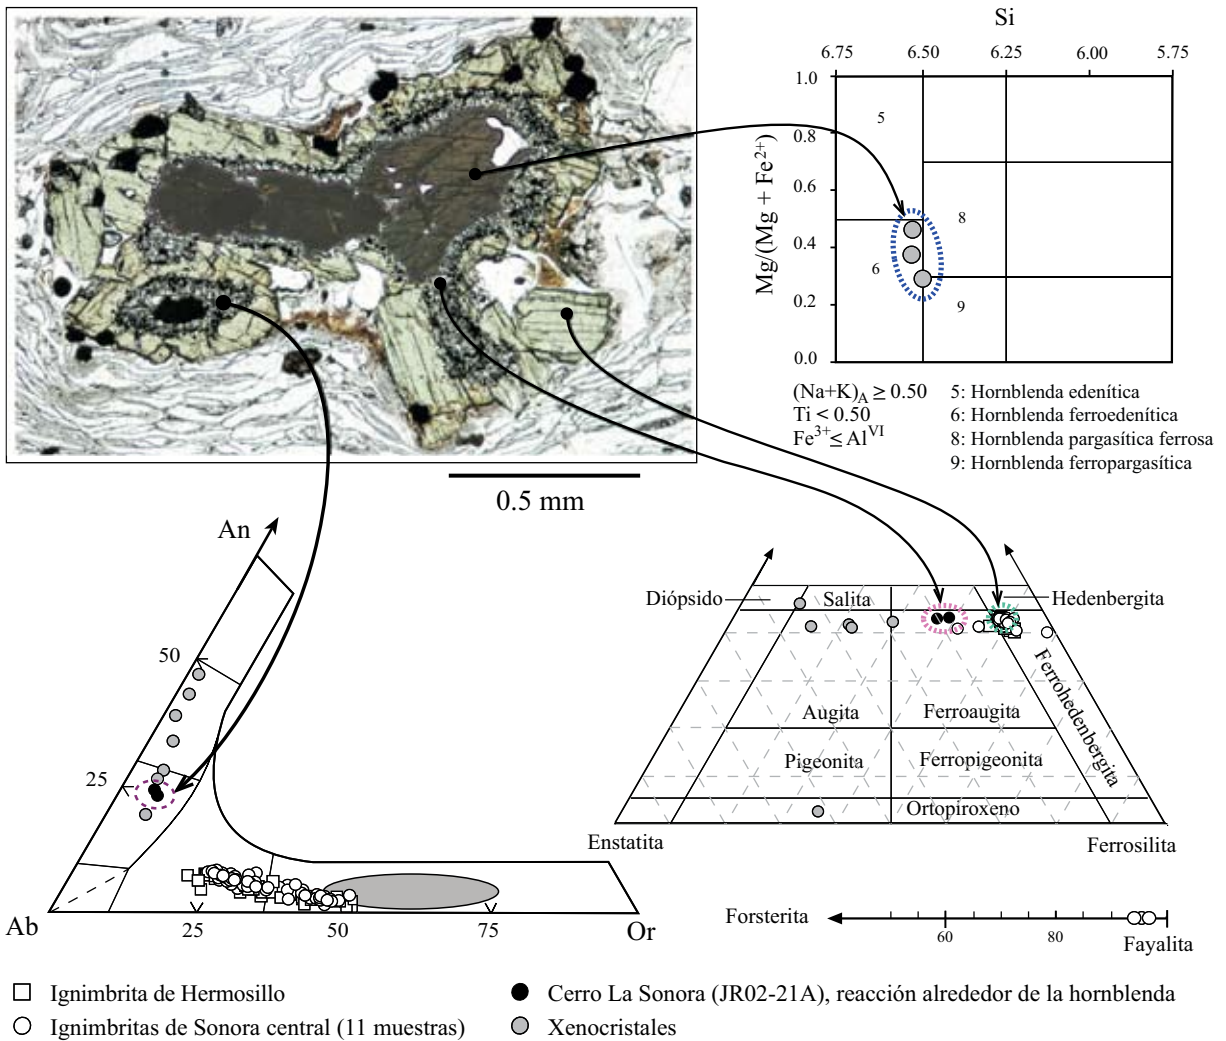 Si
6.75 6.50 6.25 6.00 5.75
1.0
0.8
0.6
0.4
0.2
0.0
Mg/(Mg + Fe²⁺)
5
8
6
9
(Na+K)A ≥ 0.50
Ti < 0.50
Fe³⁺ ≤ Alⱽᴵ
5: Hornblenda edenítica
6: Hornblenda ferroedenítica
8: Hornblenda pargasítica ferrosa
9: Hornblenda ferropargasítica
0.5 mm
An
50
25
Ab
25
50
75
Or
Diópsido
Salita
Hedenbergita
Augita
Ferroaugita
Ferrohedenbergita
Pigeonita
Ferropigeonita
Ortopiroxeno
Enstatita
Ferrosilita
Forsterita
60
80
Fayalita
Ignimbrita de Hermosillo
Ignimbritas de Sonora central (11 muestras)
Cerro La Sonora (JR02-21A), reacción alrededor de la hornblenda
Xenocristales